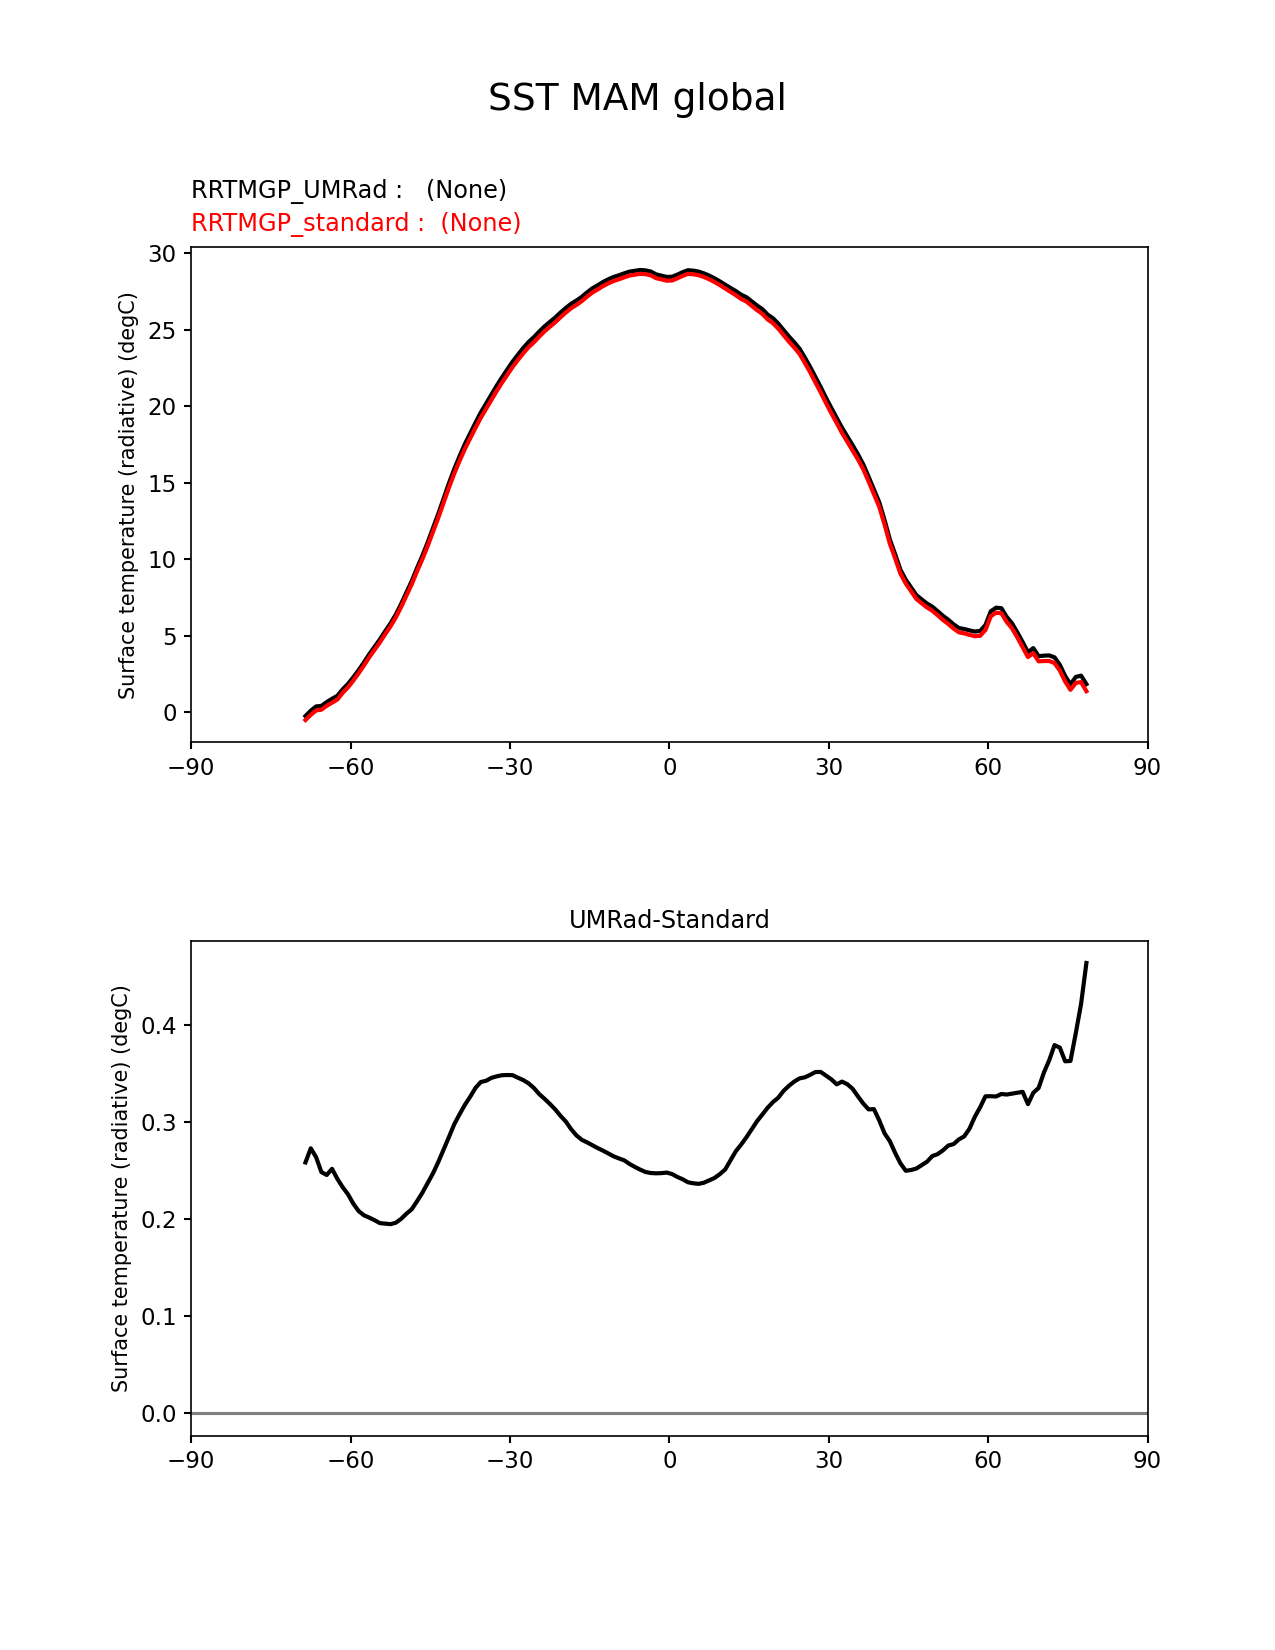 SST MAM global
RRTMGP_UMRad :   (None)
RRTMGP_standard :  (None)
Surface temperature (radiative) (degC)
30
25
20
15
10
5
0
−90 −60 −30 0 30 60 90
UMRad-Standard
Surface temperature (radiative) (degC)
0.4
0.3
0.2
0.1
0.0
−90 −60 −30 0 30 60 90